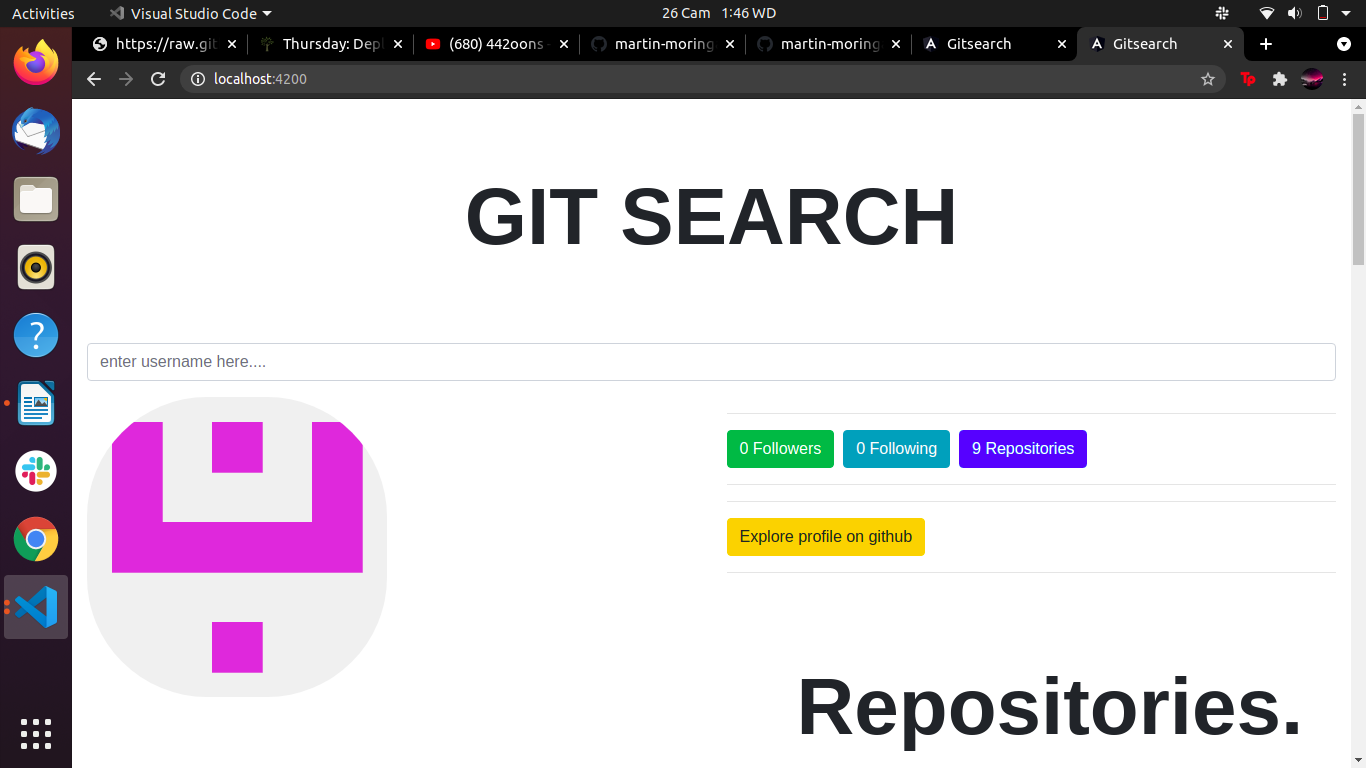 Activities Visual Studio Code 26 Cam 1:46 WD
https://raw.git Thursday: Depl (680) 442oons - martin-moring martin-moring Gitsearch Gitsearch
localhost:4200 Tp
GIT SEARCH
enter username here....
0 Followers 0 Following 9 Repositories
Explore profile on github
Repositories.